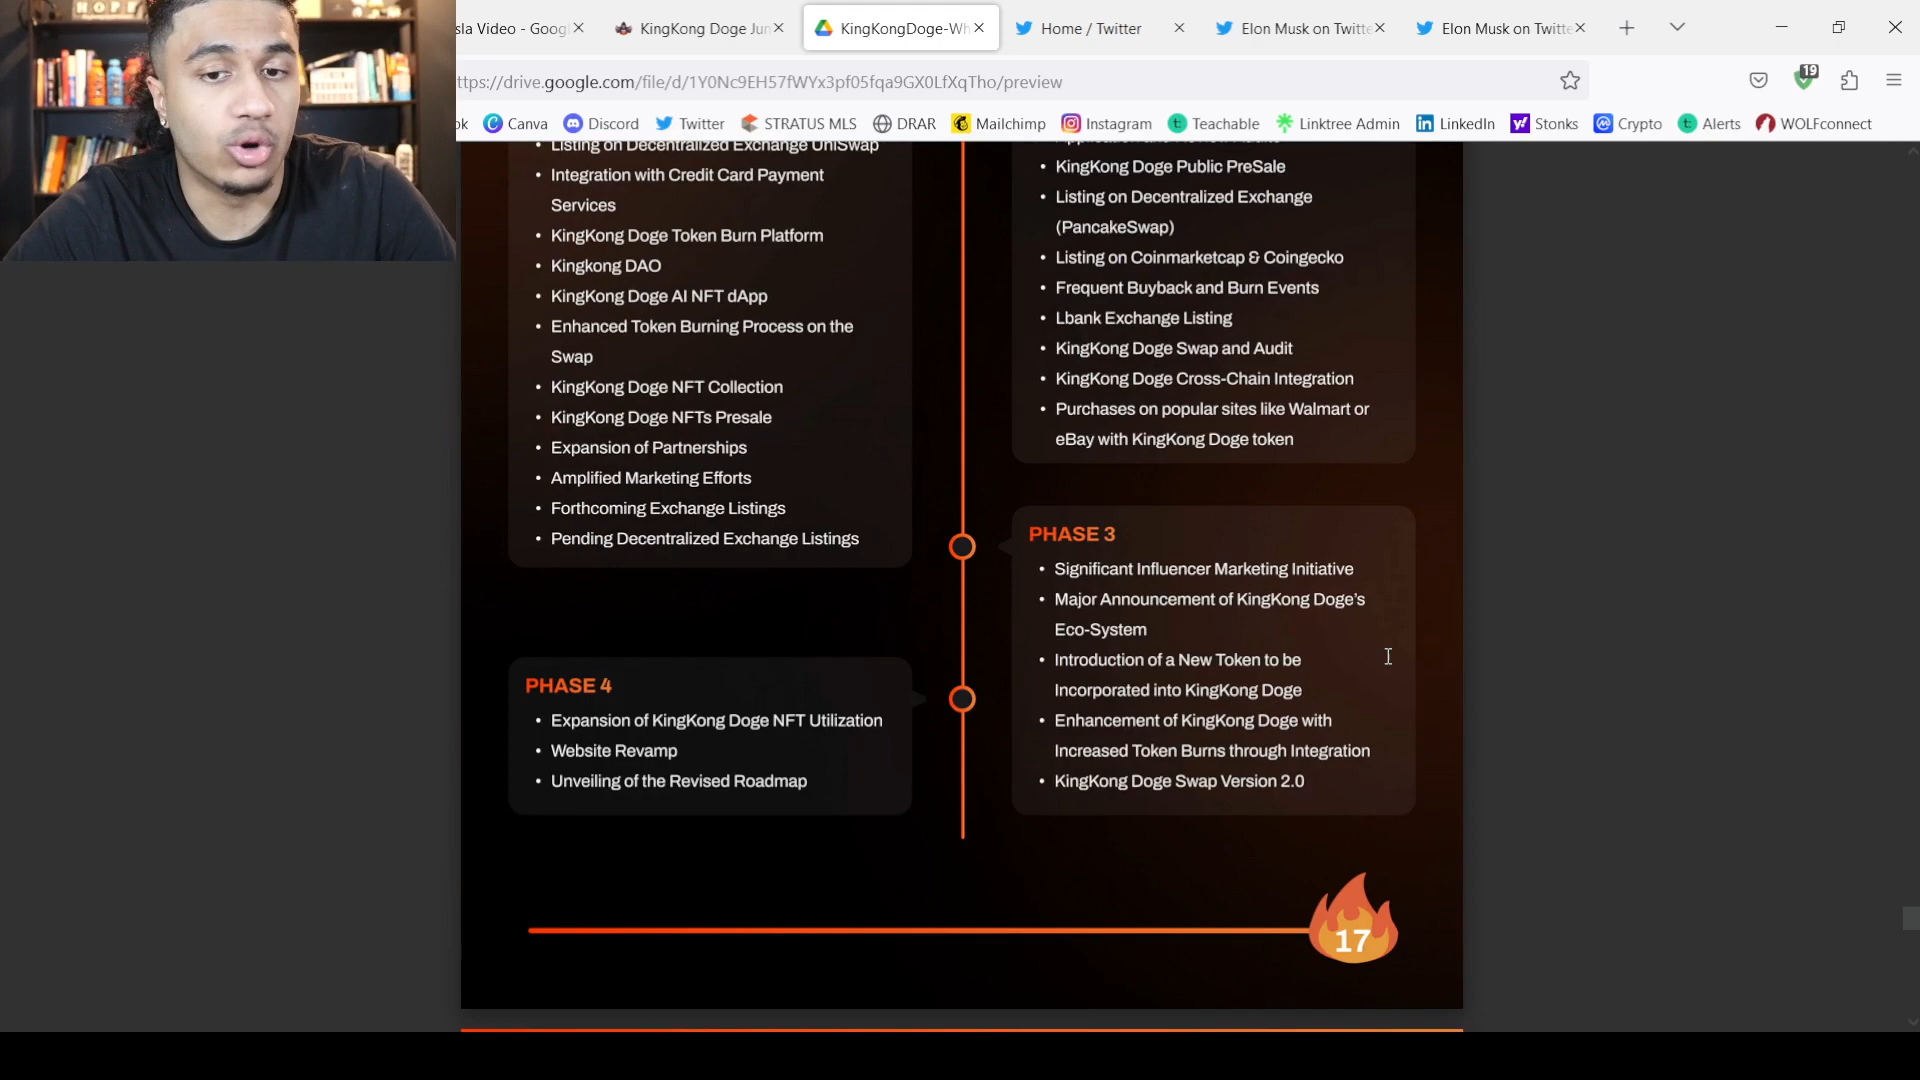 HOPE
sla Video - Googl
KingKong Doge Jun
KingKongDoge-Wh
Home / Twitter
Elon Musk on Twitte
Elon Musk on Twitte
ttps://drive.google.com/file/d/1Y0Nc9EH57fWYx3pf05fqa9GX0LfXqTho/preview
19
ok
Canva
Discord
Twitter
STRATUS MLS
DRAR
Mailchimp
Instagram
Teachable
Linktree Admin
LinkedIn
Stonks
Crypto
Alerts
WOLFconnect
Listing on Decentralized Exchange UniSwap
• Integration with Credit Card Payment
Services
• KingKong Doge Token Burn Platform
• Kingkong DAO
• KingKong Doge AI NFT dApp
• Enhanced Token Burning Process on the
Swap
• KingKong Doge NFT Collection
• KingKong Doge NFTs Presale
• Expansion of Partnerships
• Amplified Marketing Efforts
• Forthcoming Exchange Listings
• Pending Decentralized Exchange Listings
• KingKong Doge Public PreSale
• Listing on Decentralized Exchange
(PancakeSwap)
• Listing on Coinmarketcap & Coingecko
• Frequent Buyback and Burn Events
• Lbank Exchange Listing
• KingKong Doge Swap and Audit
• KingKong Doge Cross-Chain Integration
• Purchases on popular sites like Walmart or
eBay with KingKong Doge token
PHASE 3
• Significant Influencer Marketing Initiative
• Major Announcement of KingKong Doge's
Eco-System
• Introduction of a New Token to be
Incorporated into KingKong Doge
• Enhancement of KingKong Doge with
Increased Token Burns through Integration
• KingKong Doge Swap Version 2.0
PHASE 4
• Expansion of KingKong Doge NFT Utilization
• Website Revamp
• Unveiling of the Revised Roadmap
17